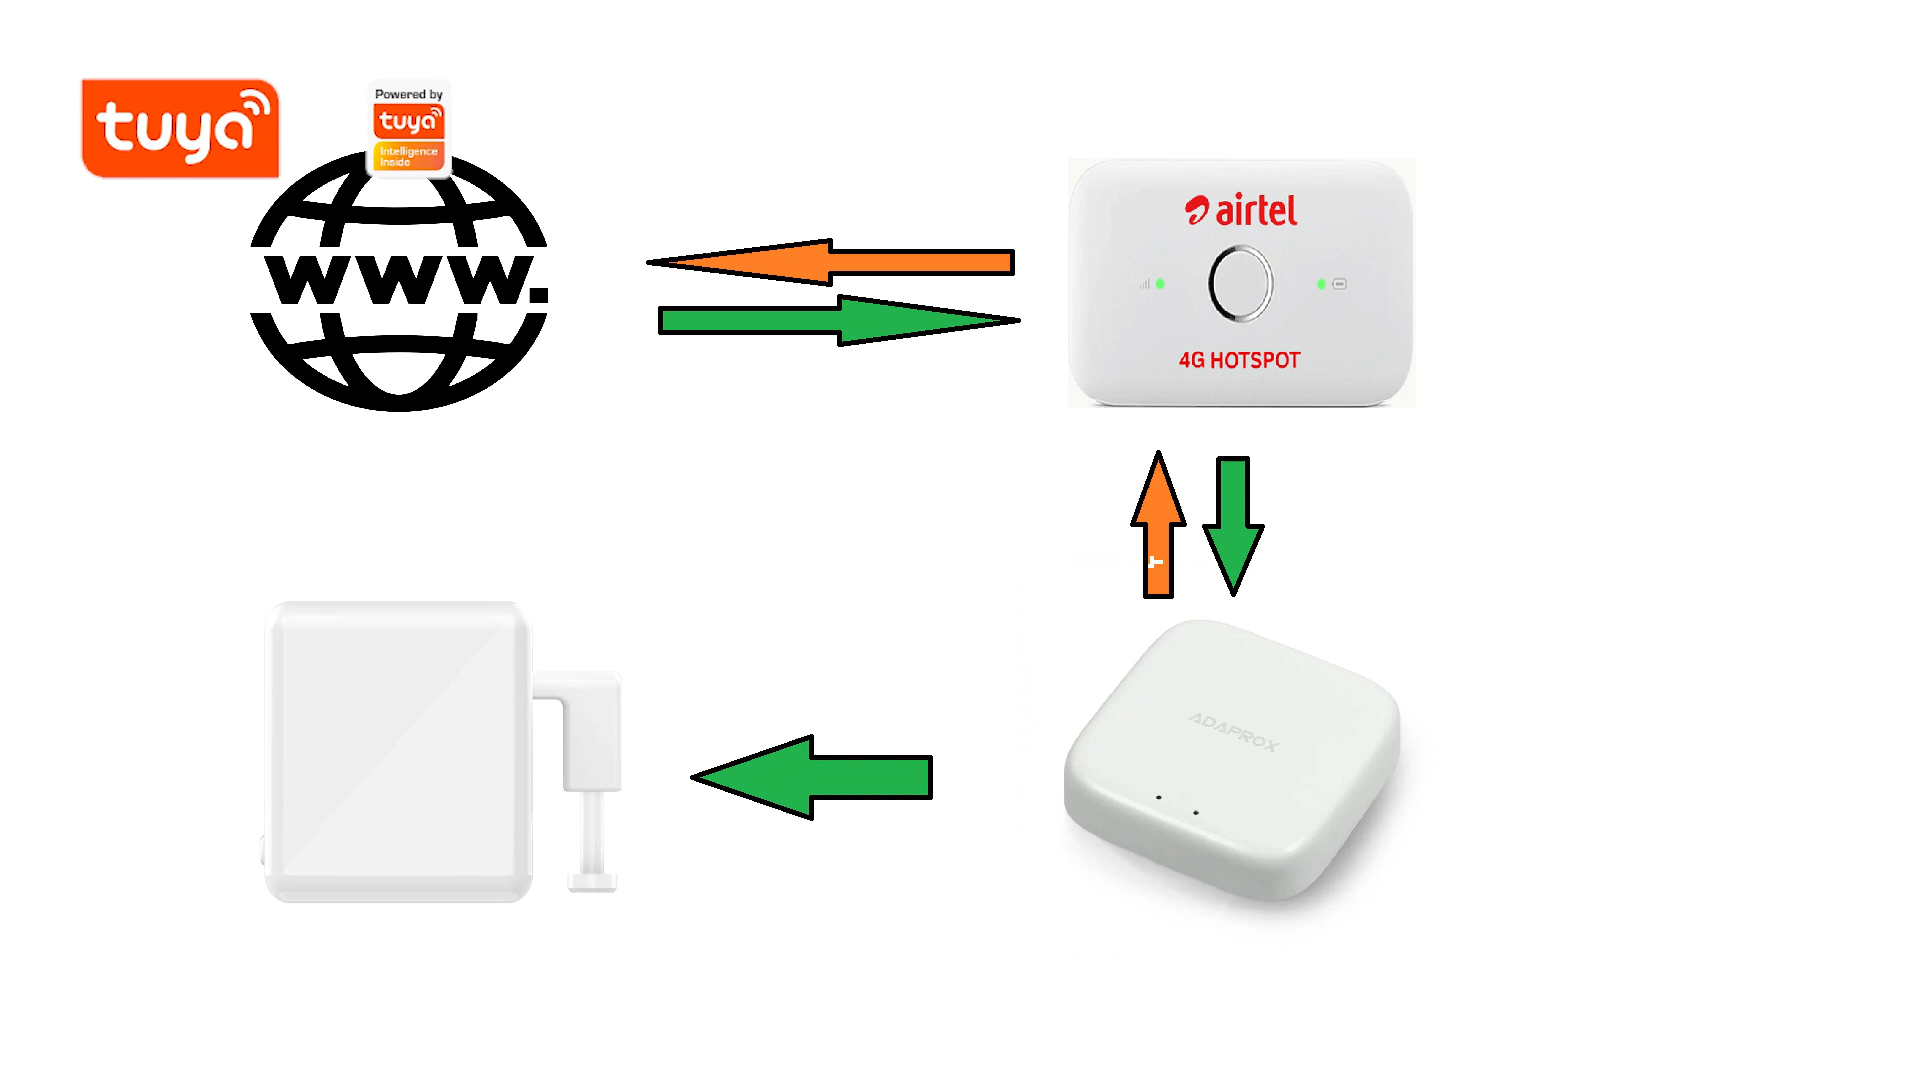 tuya
Powered by
tuya
Intelligence
Inside
www.
airtel
4G HOTSPOT
T
ADAPROX